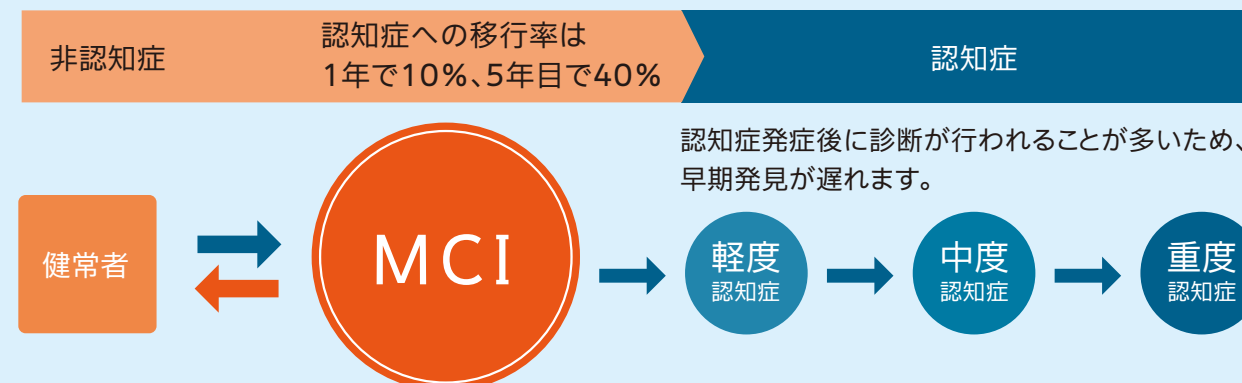 非認知症
認知症への移行率は
1年で10%、5年目で40%
認知症
認知症発症後に診断が行われることが多いため、
早期発見が遅れます。
健常者
MCI
軽度
認知症
中度
認知症
重度
認知症